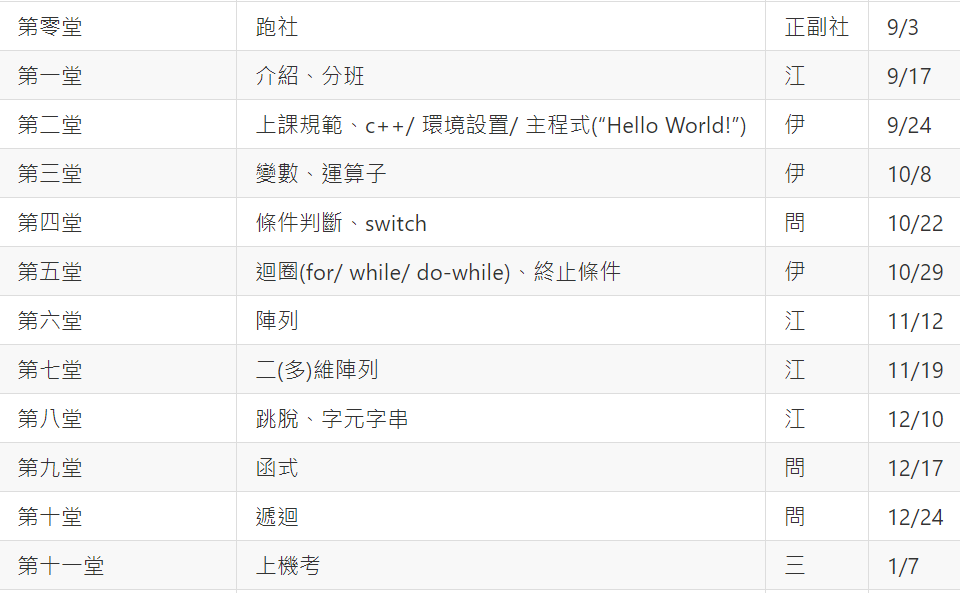 第零堂 跑社 正副社 9/3
第一堂 介紹、分班 江 9/17
第二堂 上課規範、c++/ 環境設置/ 主程式(“Hello World!”) 伊 9/24
第三堂 變數、運算子 伊 10/8
第四堂 條件判斷、switch 問 10/22
第五堂 迴圈(for/ while/ do-while)、終止條件 伊 10/29
第六堂 陣列 江 11/12
第七堂 二(多)維陣列 江 11/19
第八堂 跳脫、字元字串 江 12/10
第九堂 函式 問 12/17
第十堂 遞迴 問 12/24
第十一堂 上機考 三 1/7